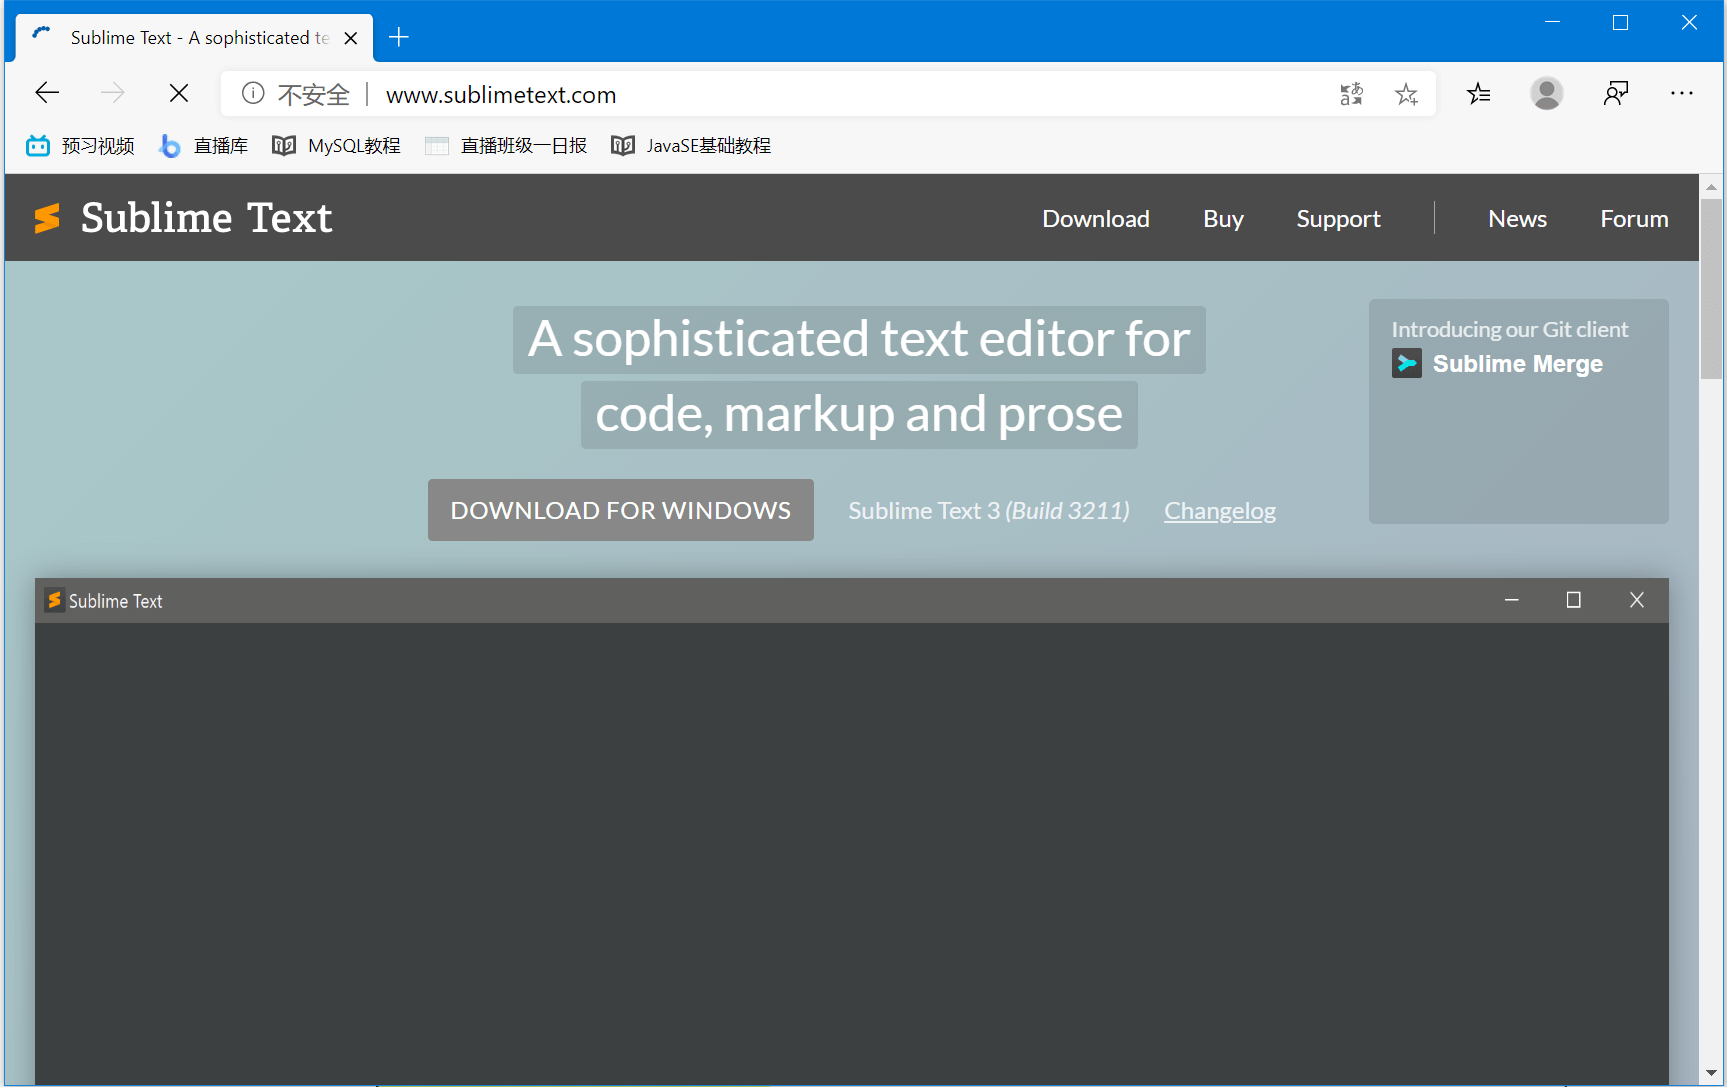 Sublime Text - A sophisticated te
不安全 www.sublimetext.com
预习视频 直播库 MySQL教程 直播班级一日报 JavaSE基础教程
Sublime Text Download Buy Support News Forum
A sophisticated text editor for
code, markup and prose
Introducing our Git client
Sublime Merge
DOWNLOAD FOR WINDOWS Sublime Text 3 (Build 3211) Changelog
Sublime Text